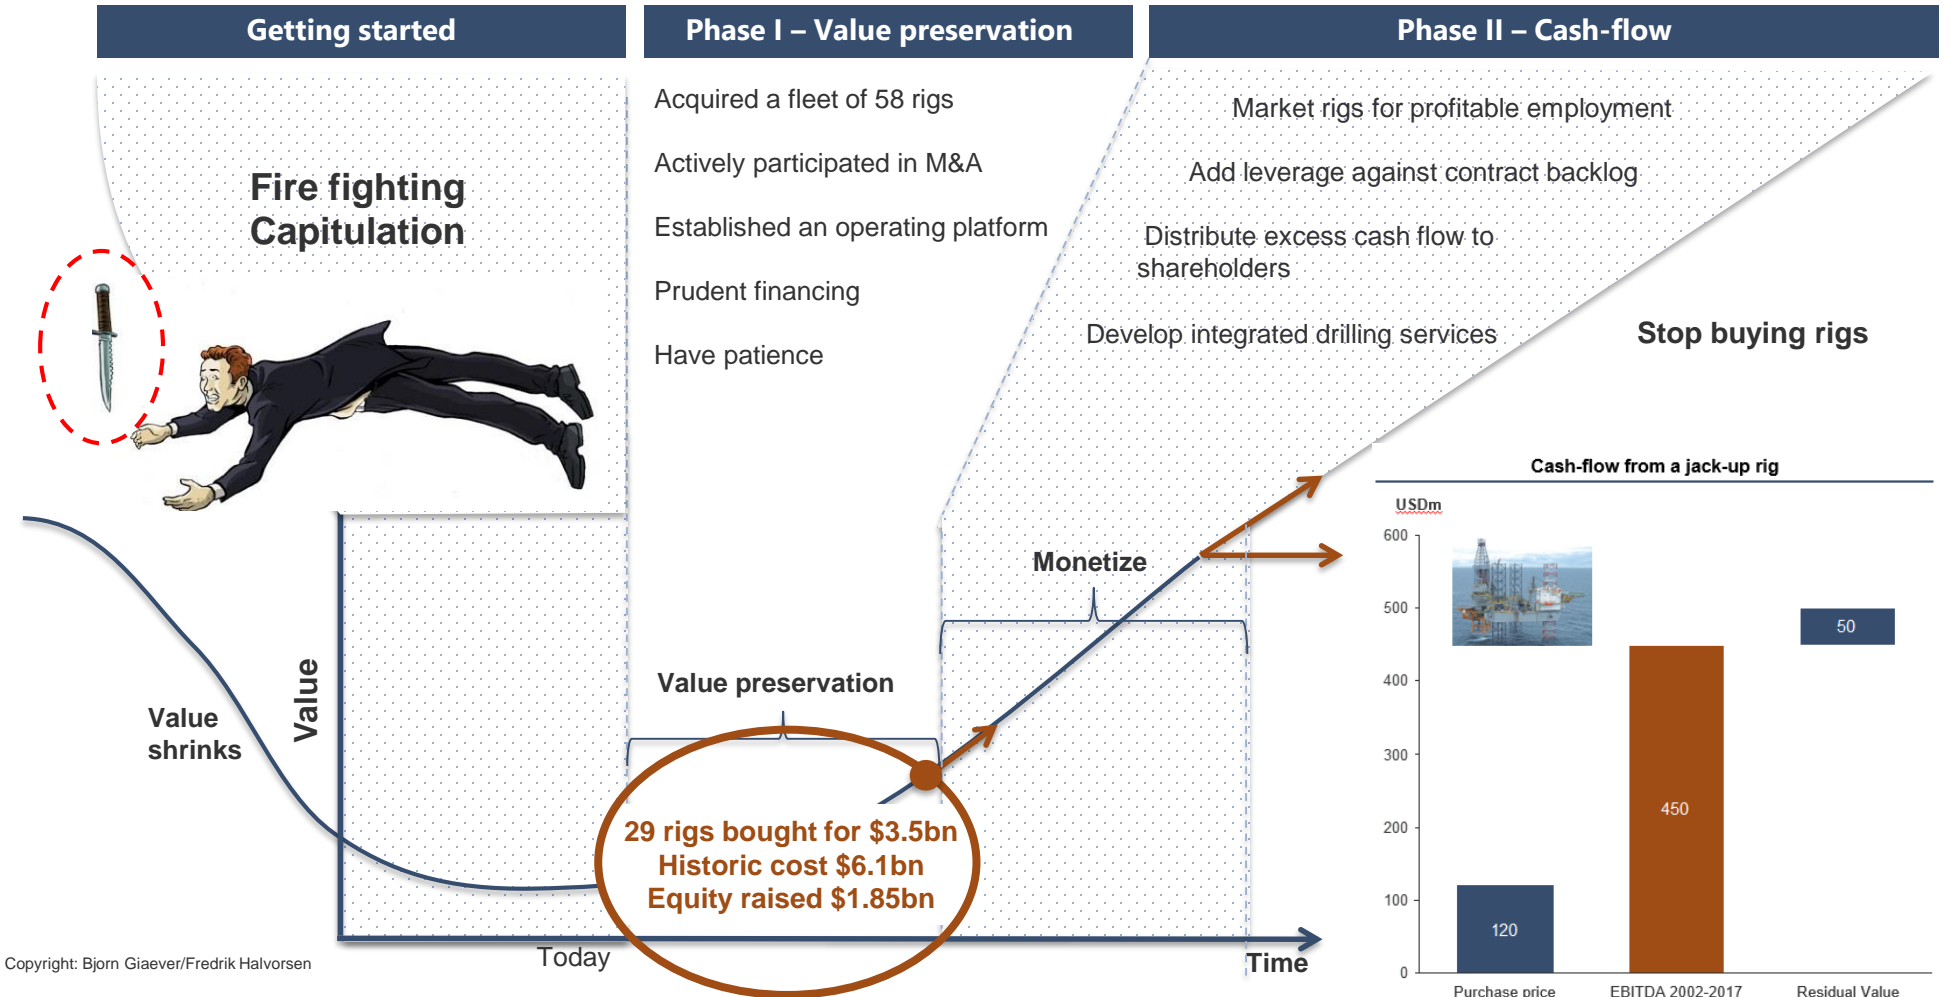 Getting started
Phase I – Value preservation
Phase II – Cash-flow
Fire fighting
Capitulation
Acquired a fleet of 58 rigs
Actively participated in M&A
Established an operating platform
Prudent financing
Have patience
Market rigs for profitable employment
Add leverage against contract backlog
Distribute excess cash flow to
shareholders
Develop integrated drilling services
Stop buying rigs
Value
shrinks
Value
Value preservation
Monetize
29 rigs bought for $3.5bn
Historic cost $6.1bn
Equity raised $1.85bn
Today
Time
Copyright: Bjorn Giaever/Fredrik Halvorsen
Cash-flow from a jack-up rig
USDm
600
500
400
300
200
100
0
120
450
50
Purchase price
EBITDA 2002-2017
Residual Value